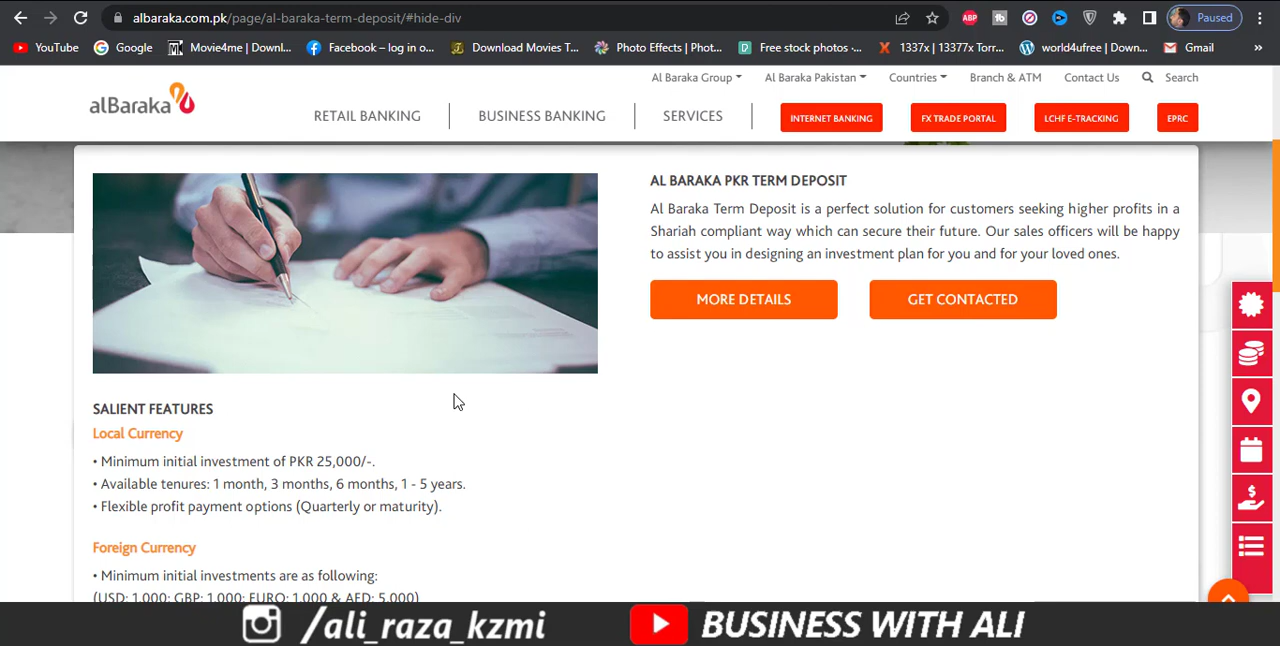 albaraka.com.pk/page/al-baraka-term-deposit/#hide-div
ABP
Paused
YouTube
Google
Movie4me | Downl...
Facebook – log in o...
Download Movies T...
Photo Effects | Phot...
Free stock photos ·...
1337x | 13377x Torr...
world4ufree | Down...
Gmail
»
Al Baraka Group
Al Baraka Pakistan
Countries
Branch & ATM
Contact Us
Search
alBaraka
RETAIL BANKING
BUSINESS BANKING
SERVICES
INTERNET BANKING
FX TRADE PORTAL
LCHF E-TRACKING
EPRC
AL BARAKA PKR TERM DEPOSIT
Al Baraka Term Deposit is a perfect solution for customers seeking higher profits in a
Shariah compliant way which can secure their future. Our sales officers will be happy
to assist you in designing an investment plan for you and for your loved ones.
MORE DETAILS
GET CONTACTED
SALIENT FEATURES
Local Currency
• Minimum initial investment of PKR 25,000/-.
• Available tenures: 1 month, 3 months, 6 months, 1 - 5 years.
• Flexible profit payment options (Quarterly or maturity).
Foreign Currency
• Minimum initial investments are as following:
(USD: 1,000; GBP: 1,000; EURO: 1,000 & AED: 5,000)
/ali_raza_kzmi
BUSINESS WITH ALI